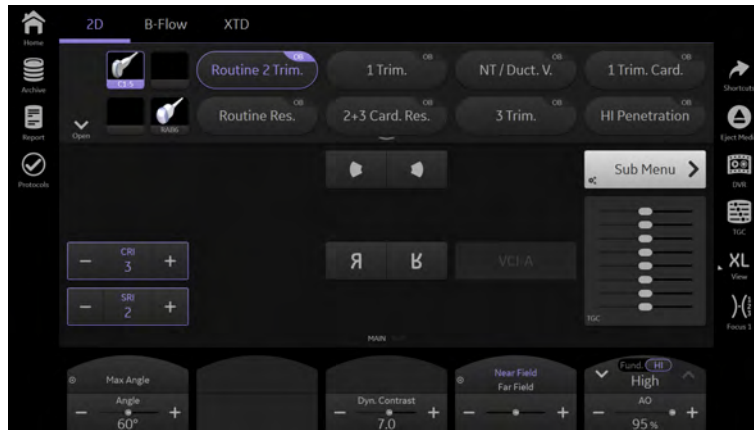 2D
B-Flow
XTD
Home
Archive
Report
Protocols
Open
C1-5
RAB6
Routine 2 Trim.
OB
1 Trim.
OB
NT / Duct. V.
OB
1 Trim. Card.
OB
Routine Res.
OB
2+3 Card. Res.
OB
3 Trim.
OB
HI Penetration
OB
Shortcuts
Eject Media
DVR
TGC
XL
View
Focus 1
Sub Menu
CRI
3
SRI
2
R
R
VCI-A
TGC
MAIN
Max Angle
Angle
60°
Dyn. Contrast
7.0
Near Field
Far Field
Fund.
HI
High
AO
95 %